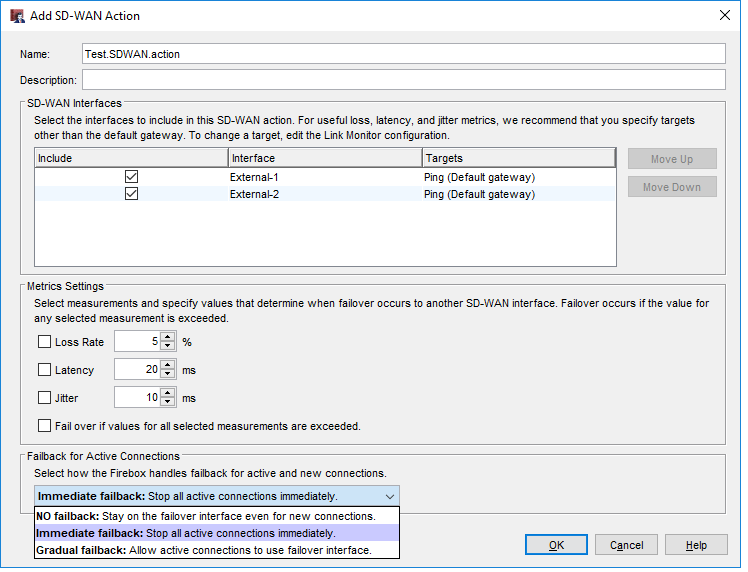 Add SD-WAN Action
Name: Test.SDWAN.action
Description:
SD-WAN Interfaces
Select the interfaces to include in this SD-WAN action. For useful loss, latency, and jitter metrics, we recommend that you specify targets
other than the default gateway. To change a target, edit the Link Monitor configuration.
Include Interface Targets
External-1 Ping (Default gateway)
External-2 Ping (Default gateway)
Move Up
Move Down
Metrics Settings
Select measurements and specify values that determine when failover occurs to another SD-WAN interface. Failover occurs if the value for
any selected measurement is exceeded.
Loss Rate 5 %
Latency 20 ms
Jitter 10 ms
Fail over if values for all selected measurements are exceeded.
Failback for Active Connections
Select how the Firebox handles failback for active and new connections.
Immediate failback: Stop all active connections immediately.
NO failback: Stay on the failover interface even for new connections.
Immediate failback: Stop all active connections immediately.
Gradual failback: Allow active connections to use failover interface.
OK Cancel Help